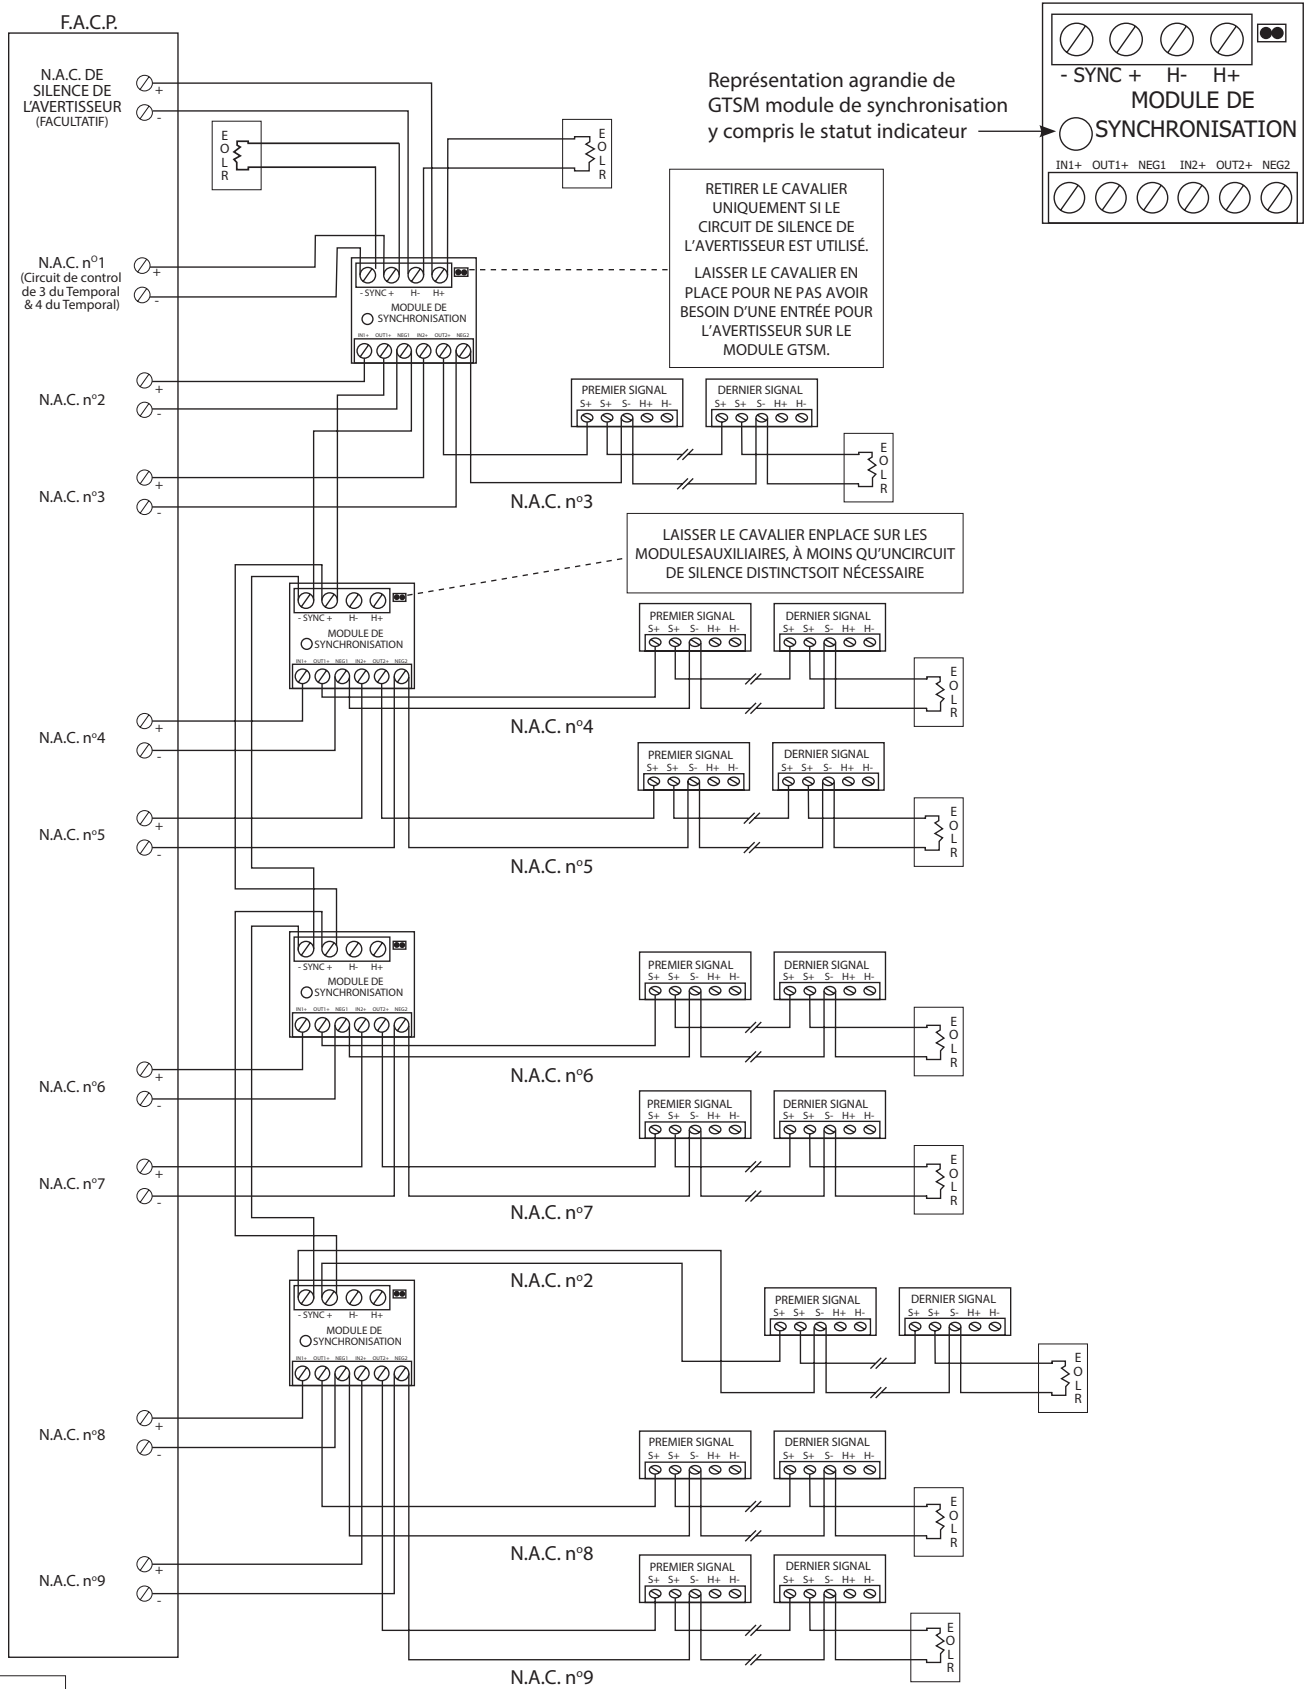 F.A.C.P.
N.A.C. DE
SILENCE DE
L'AVERTISSEUR
(FACULTATIF)
+
-
E
O
L
R
E
O
L
R
Représentation agrandie de
GTSM module de synchronisation
y compris le statut indicateur
- SYNC + H- H+
MODULE DE
SYNCHRONISATION
IN1+ OUT1+ NEG1 IN2+ OUT2+ NEG2
RETIRER LE CAVALIER
UNIQUEMENT SI LE
CIRCUIT DE SILENCE DE
L'AVERTISSEUR EST UTILISÉ.
LAISSER LE CAVALIER EN
PLACE POUR NE PAS AVOIR
BESOIN D'UNE ENTRÉE POUR
L'AVERTISSEUR SUR LE
MODULE GTSM.
N.A.C. nº1
(Circuit de control
de 3 du Temporal
& 4 du Temporal)
+
-
- SYNC + H- H+
MODULE DE
SYNCHRONISATION
IN1+ OUT1+ NEG1 IN2+ OUT2+ NEG2
N.A.C. nº2
+
-
PREMIER SIGNAL
S+ S+ S- H+ H-
DERNIER SIGNAL
S+ S+ S- H+ H-
E
O
L
R
N.A.C. nº3
+
-
N.A.C. nº3
LAISSER LE CAVALIER ENPLACE SUR LES
MODULESAUXILIAIRES, À MOINS QU'UNCIRCUIT
DE SILENCE DISTINCTSOIT NÉCESSAIRE
- SYNC + H- H+
MODULE DE
SYNCHRONISATION
IN1+ OUT1+ NEG1 IN2+ OUT2+ NEG2
PREMIER SIGNAL
S+ S+ S- H+ H-
DERNIER SIGNAL
S+ S+ S- H+ H-
E
O
L
R
N.A.C. nº4
+
-
N.A.C. nº4
PREMIER SIGNAL
S+ S+ S- H+ H-
DERNIER SIGNAL
S+ S+ S- H+ H-
E
O
L
R
N.A.C. nº5
+
-
N.A.C. nº5
- SYNC + H- H+
MODULE DE
SYNCHRONISATION
IN1+ OUT1+ NEG1 IN2+ OUT2+ NEG2
PREMIER SIGNAL
S+ S+ S- H+ H-
DERNIER SIGNAL
S+ S+ S- H+ H-
E
O
L
R
N.A.C. nº6
+
-
N.A.C. nº6
PREMIER SIGNAL
S+ S+ S- H+ H-
DERNIER SIGNAL
S+ S+ S- H+ H-
E
O
L
R
N.A.C. nº7
+
-
N.A.C. nº7
N.A.C. nº2
- SYNC + H- H+
MODULE DE
SYNCHRONISATION
IN1+ OUT1+ NEG1 IN2+ OUT2+ NEG2
PREMIER SIGNAL
S+ S+ S- H+ H-
DERNIER SIGNAL
S+ S+ S- H+ H-
E
O
L
R
N.A.C. nº8
+
-
PREMIER SIGNAL
S+ S+ S- H+ H-
DERNIER SIGNAL
S+ S+ S- H+ H-
E
O
L
R
N.A.C. nº8
N.A.C. nº9
+
-
PREMIER SIGNAL
S+ S+ S- H+ H-
DERNIER SIGNAL
S+ S+ S- H+ H-
E
O
L
R
N.A.C. nº9